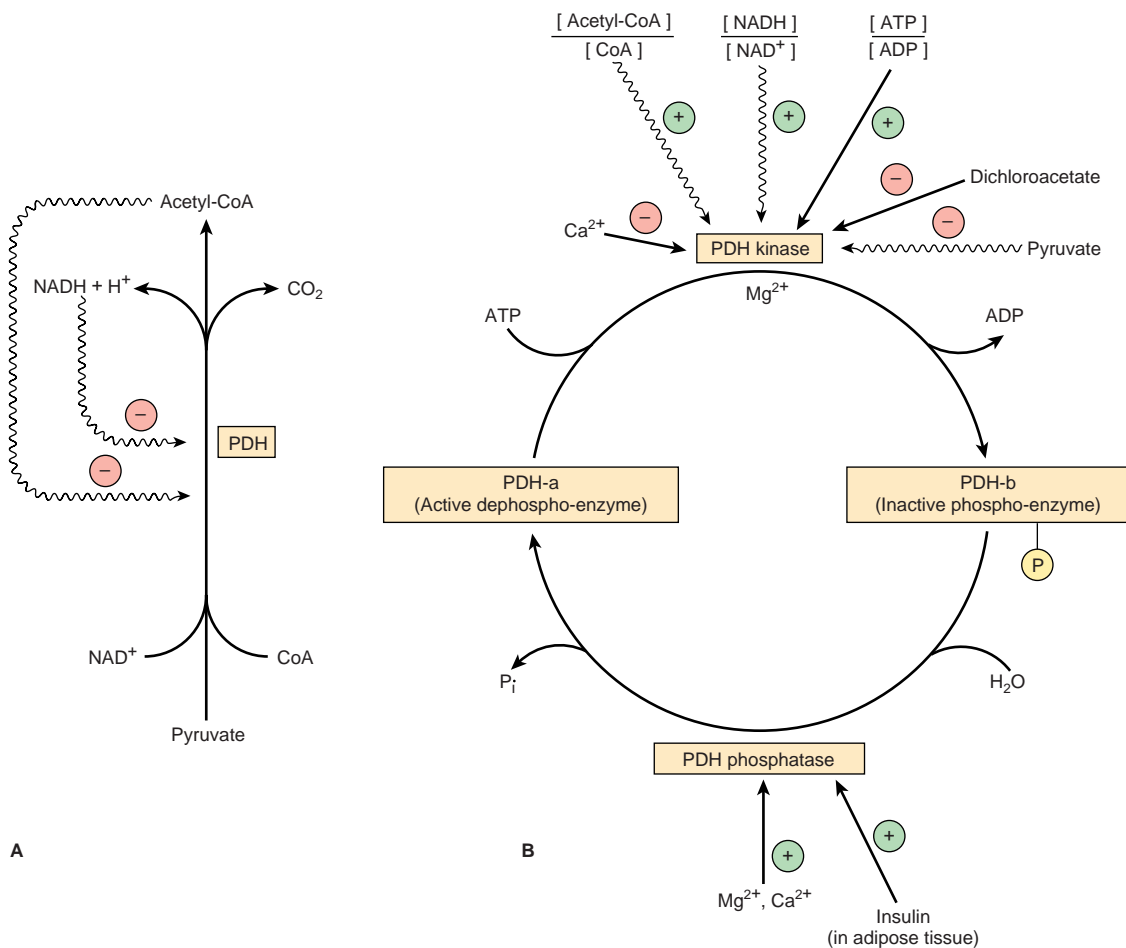 Acetyl-CoA
NADH + H⁺
CO₂
−
−
PDH
NAD⁺
CoA
Pyruvate
A
[ Acetyl-CoA ]
[ CoA ]
[ NADH ]
[ NAD⁺ ]
[ ATP ]
[ ADP ]
+
+
+
−
Dichloroacetate
−
Pyruvate
Ca²⁺
−
PDH kinase
Mg²⁺
ATP
ADP
PDH-a
(Active dephospho-enzyme)
PDH-b
(Inactive phospho-enzyme)
P
Pᵢ
H₂O
PDH phosphatase
+
+
Mg²⁺, Ca²⁺
Insulin
(in adipose tissue)
B